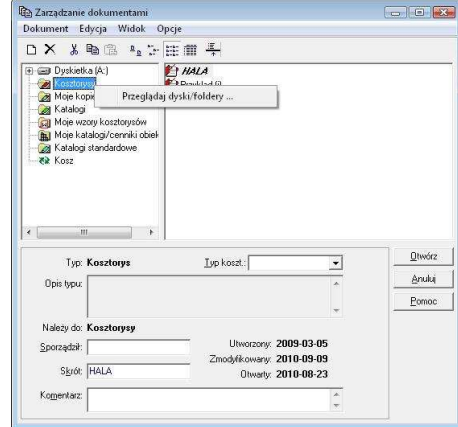 Zarządzanie dokumentami
Dokument Edycja Widok Opcje
Dyskietka (A:)
Kosztorysy
Moje kopie
Katalogi
Moje wzory kosztorysów
Moje katalogi/cenniki obiek
Katalogi standardowe
Kosz
HALA
Przykład
Przeglądaj dyski/foldery ...
Typ: Kosztorys Typ koszt.:
Opis typu:
Należy do: Kosztorysy
Sporządził:
Utworzony: 2009-03-05
Zmodyfikowany: 2010-09-09
Skrót: HALA
Otwarty: 2010-08-23
Komentarz:
Otwórz
Anuluj
Pomoc